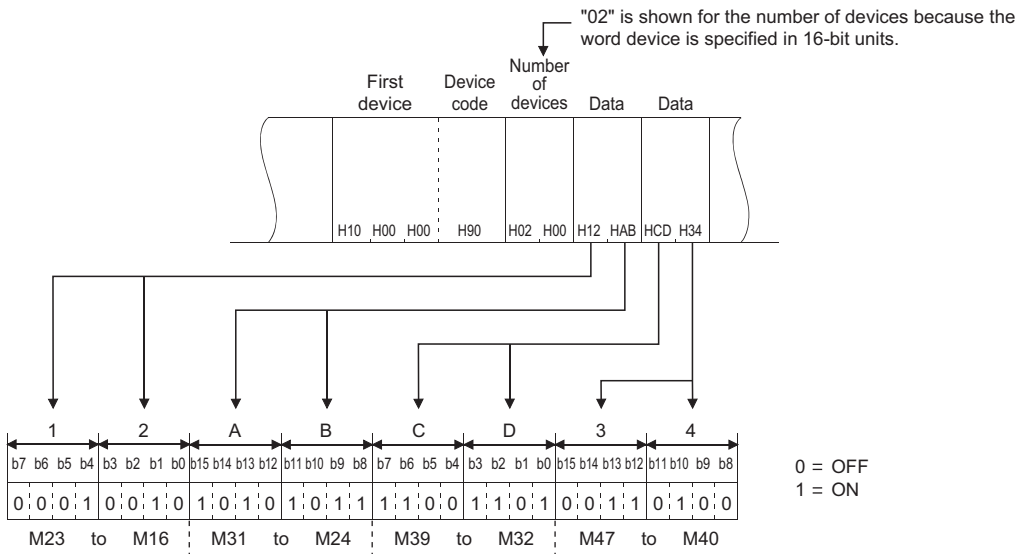 "02" is shown for the number of devices because the
word device is specified in 16-bit units.
First
device
Device
code
Number
of
devices
Data
Data
H10 H00 H00 H90 H02 H00 H12 HAB HCD H34
1 2 A B C D 3 4
b7 b6 b5 b4 b3 b2 b1 b0 b15 b14 b13 b12 b11 b10 b9 b8 b7 b6 b5 b4 b3 b2 b1 b0 b15 b14 b13 b12 b11 b10 b9 b8
0 0 0 1 0 0 1 0 1 0 1 0 1 0 1 1 1 1 0 0 1 1 0 1 0 0 1 1 0 1 0 0
M23 to M16 M31 to M24 M39 to M32 M47 to M40
0 = OFF
1 = ON